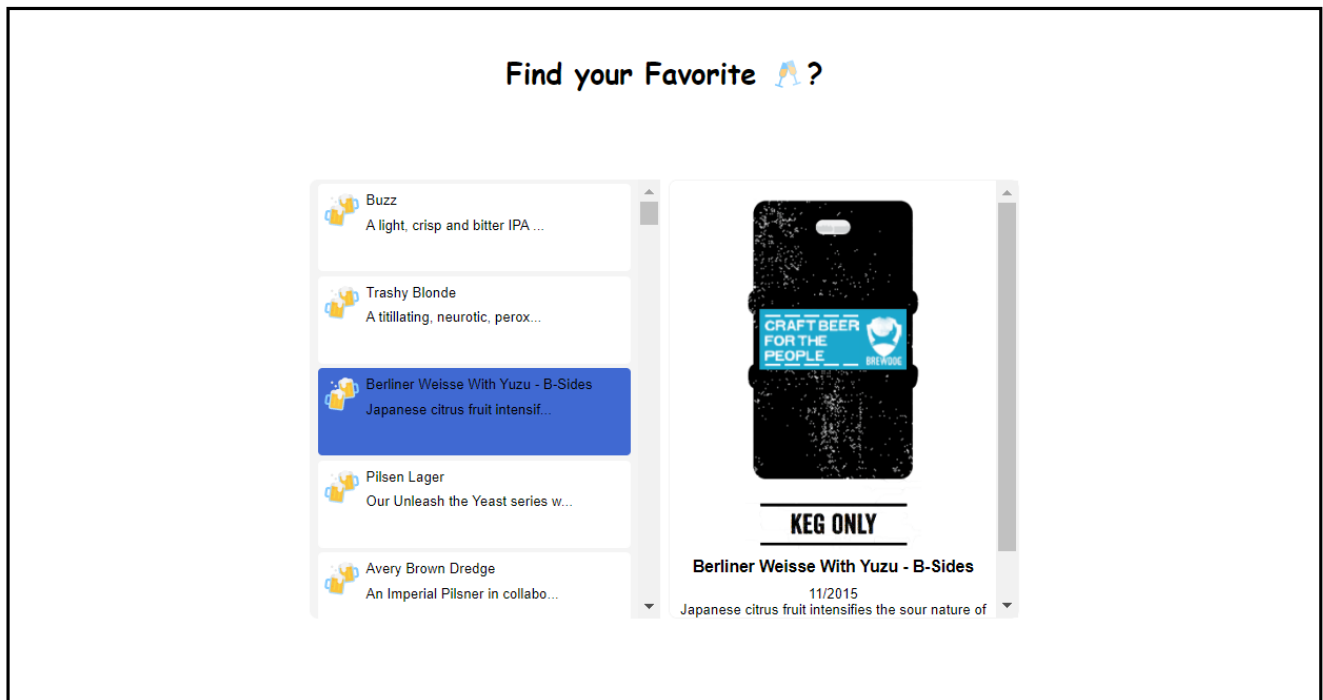 Find your Favorite 🥂?
Buzz
A light, crisp and bitter IPA ...
Trashy Blonde
A titillating, neurotic, perox...
Berliner Weisse With Yuzu - B-Sides
Japanese citrus fruit intensif...
Pilsen Lager
Our Unleash the Yeast series w...
Avery Brown Dredge
An Imperial Pilsner in collabo...
CRAFT BEER
FOR THE
PEOPLE
BREWDOG
KEG ONLY
Berliner Weisse With Yuzu - B-Sides
11/2015
Japanese citrus fruit intensifies the sour nature of